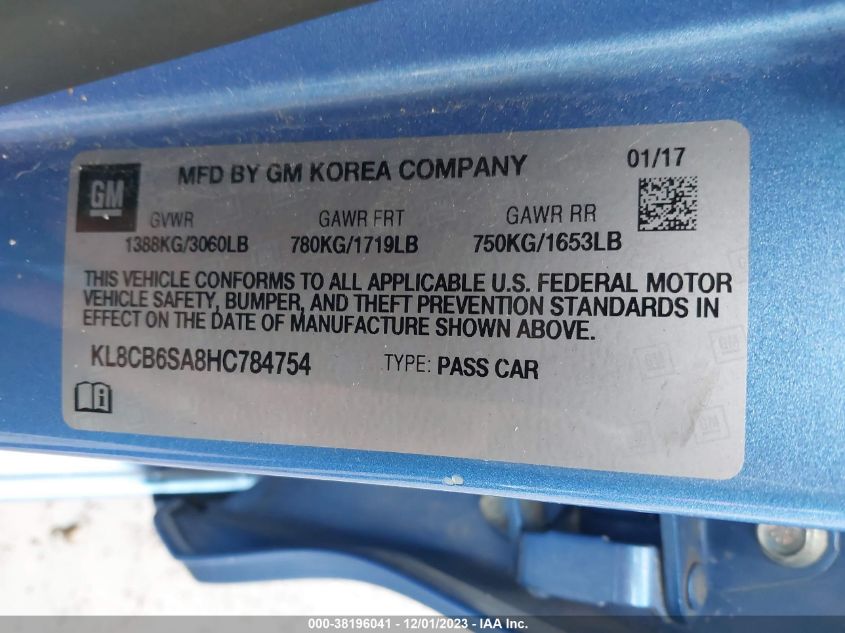 GM
MFD BY GM KOREA COMPANY
01/17
GVWR GAWR FRT GAWR RR
1388KG/3060LB 780KG/1719LB 750KG/1653LB
THIS VEHICLE CONFORMS TO ALL APPLICABLE U.S. FEDERAL MOTOR
VEHICLE SAFETY, BUMPER, AND THEFT PREVENTION STANDARDS IN
EFFECT ON THE DATE OF MANUFACTURE SHOWN ABOVE.
KL8CB6SA8HC784754 TYPE: PASS CAR
000-38196041 - 12/01/2023 - IAA Inc.